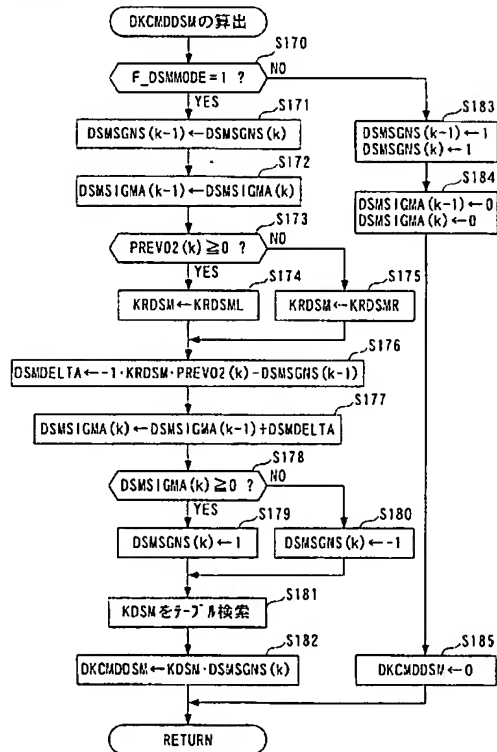 DKCMDDSMの算出
S170
F_DSMMODE=1 ?
NO
YES
S171
DSMSGNS(k-1)←DSMSGNS(k)
S172
DSMSIGMA(k-1)←DSMSIGMA(k)
S173
PREVO2(k)≧0 ?
NO
YES
S174
KRDSM←KRDSML
S175
KRDSM←KRDSMR
S176
DSMDELTA←-1·KRDSM·PREVO2(k)-DSMSGNS(k-1)
S177
DSMSIGMA(k)←DSMSIGMA(k-1)+DSMDELTA
S178
DSMSIGMA(k)≧0 ?
NO
YES
S179
DSMSGNS(k)←1
S180
DSMSGNS(k)←-1
S181
KDSMをテーブル検索
S182
DKCMDDSM←KDSM·DSMSGNS(k)
S183
DSMSGNS(k-1)←1
DSMSGNS(k)←1
S184
DSMSIGMA(k-1)←0
DSMSIGMA(k)←0
S185
DKCMDDSM←0
RETURN